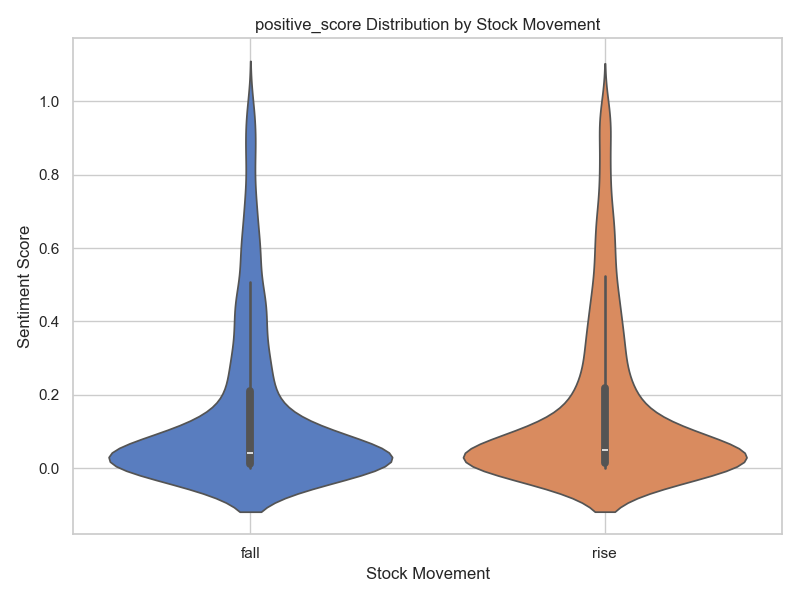 positive_score Distribution by Stock Movement
Sentiment Score
1.0
0.8
0.6
0.4
0.2
0.0
fall
rise
Stock Movement